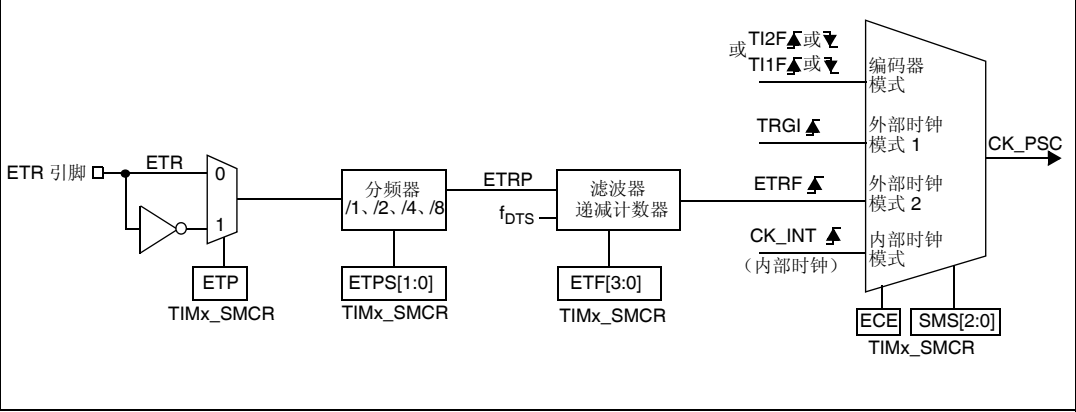 或 TI2F 或
TI1F 或
编码器
模式
TRGI
外部时钟
模式 1
CK_PSC
ETR 引脚
ETR
0
1
ETP
TIMx_SMCR
分频器
/1、/2、/4、/8
ETPS[1:0]
TIMx_SMCR
ETRP
fDTS
滤波器
递减计数器
ETF[3:0]
TIMx_SMCR
ETRF
外部时钟
模式 2
CK_INT
(内部时钟)
内部时钟
模式
ECE
SMS[2:0]
TIMx_SMCR